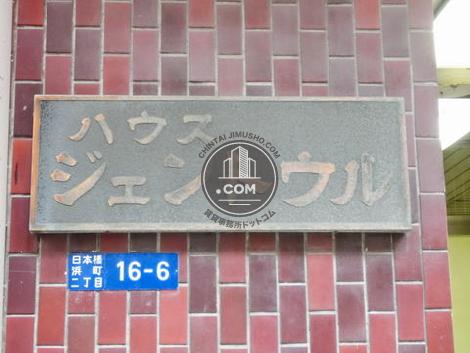 ハウス
ジェン ウル
CHINTAI JIMUSHO
.COM
賃貸事務所ドットコム
日本橋
浜町
二丁目
16-6